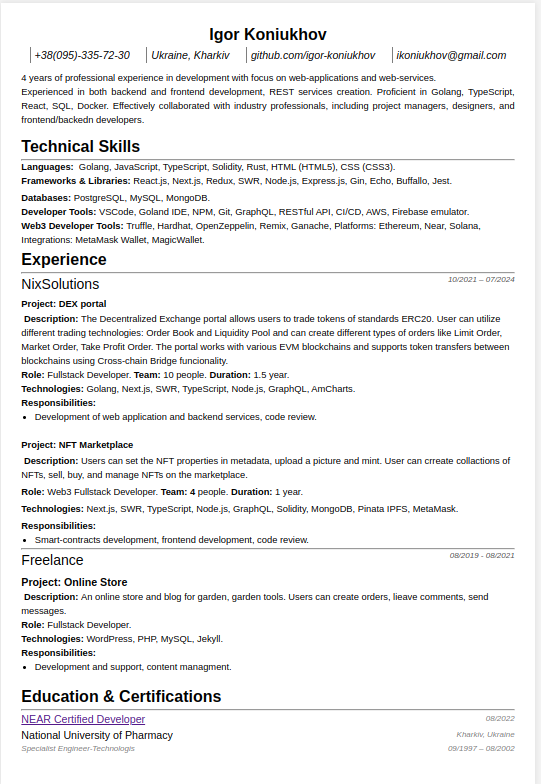 Igor Koniukhov
+38(095)-335-72-30 Ukraine, Kharkiv github.com/igor-koniukhov ikoniukhov@gmail.com
4 years of professional experience in development with focus on web-applications and web-services.
Experienced in both backend and frontend development, REST services creation. Proficient in Golang, TypeScript,
React, SQL, Docker. Effectively collaborated with industry professionals, including project managers, designers, and
frontend/backedn developers.
Technical Skills
Languages: Golang, JavaScript, TypeScript, Solidity, Rust, HTML (HTML5), CSS (CSS3).
Frameworks & Libraries: React.js, Next.js, Redux, SWR, Node.js, Express.js, Gin, Echo, Buffallo, Jest.
Databases: PostgreSQL, MySQL, MongoDB.
Developer Tools: VSCode, Goland IDE, NPM, Git, GraphQL, RESTful API, CI/CD, AWS, Firebase emulator.
Web3 Developer Tools: Truffle, Hardhat, OpenZeppelin, Remix, Ganache, Platforms: Ethereum, Near, Solana,
Integrations: MetaMask Wallet, MagicWallet.
Experience
NixSolutions 10/2021 – 07/2024
Project: DEX portal
Description: The Decentralized Exchange portal allows users to trade tokens of standards ERC20. User can utilize
different trading technologies: Order Book and Liquidity Pool and can create different types of orders like Limit Order,
Market Order, Take Profit Order. The portal works with various EVM blockchains and supports token transfers between
blockchains using Cross-chain Bridge funcionality.
Role: Fullstack Developer. Team: 10 people. Duration: 1.5 year.
Technologies: Golang, Next.js, SWR, TypeScript, Node.js, GraphQL, AmCharts.
Responsibilities:
• Development of web application and backend services, code review.
Project: NFT Marketplace
Description: Users can set the NFT properties in metadata, upload a picture and mint. User can crreate collactions of
NFTs, sell, buy, and manage NFTs on the marketplace.
Role: Web3 Fullstack Developer. Team: 4 people. Duration: 1 year.
Technologies: Next.js, SWR, TypeScript, Node.js, GraphQL, Solidity, MongoDB, Pinata IPFS, MetaMask.
Responsibilities:
• Smart-contracts development, frontend development, code review.
Freelance 08/2019 - 08/2021
Project: Online Store
Description: An online store and blog for garden, garden tools. Users can create orders, lieave comments, send
messages.
Role: Fullstack Developer.
Technologies: WordPress, PHP, MySQL, Jekyll.
Responsibilities:
• Development and support, content managment.
Education & Certifications
NEAR Certified Developer 08/2022
National University of Pharmacy Kharkiv, Ukraine
Specialist Engineer-Technologis 09/1997 – 08/2002